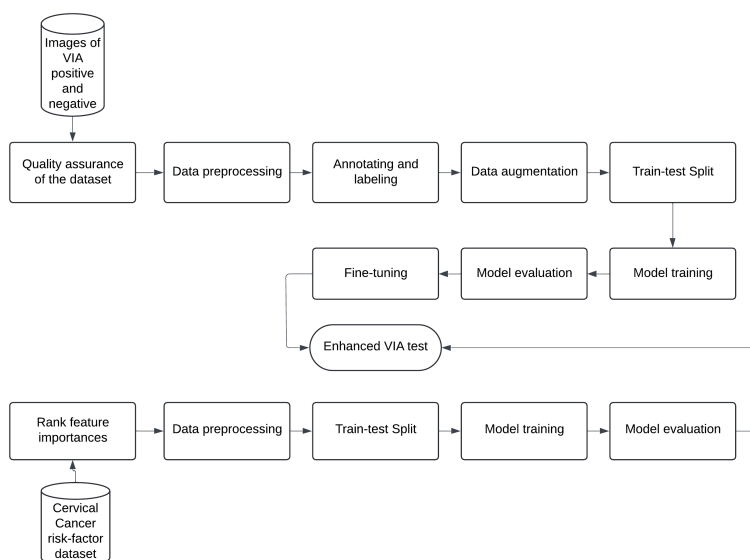 Images of
VIA
positive
and
negative
Quality assurance
of the dataset
Data preprocessing
Annotating and
labeling
Data augmentation
Train-test Split
Fine-tuning
Model evaluation
Model training
Enhanced VIA test
Rank feature
importances
Data preprocessing
Train-test Split
Model training
Model evaluation
Cervical
Cancer
risk-factor
dataset